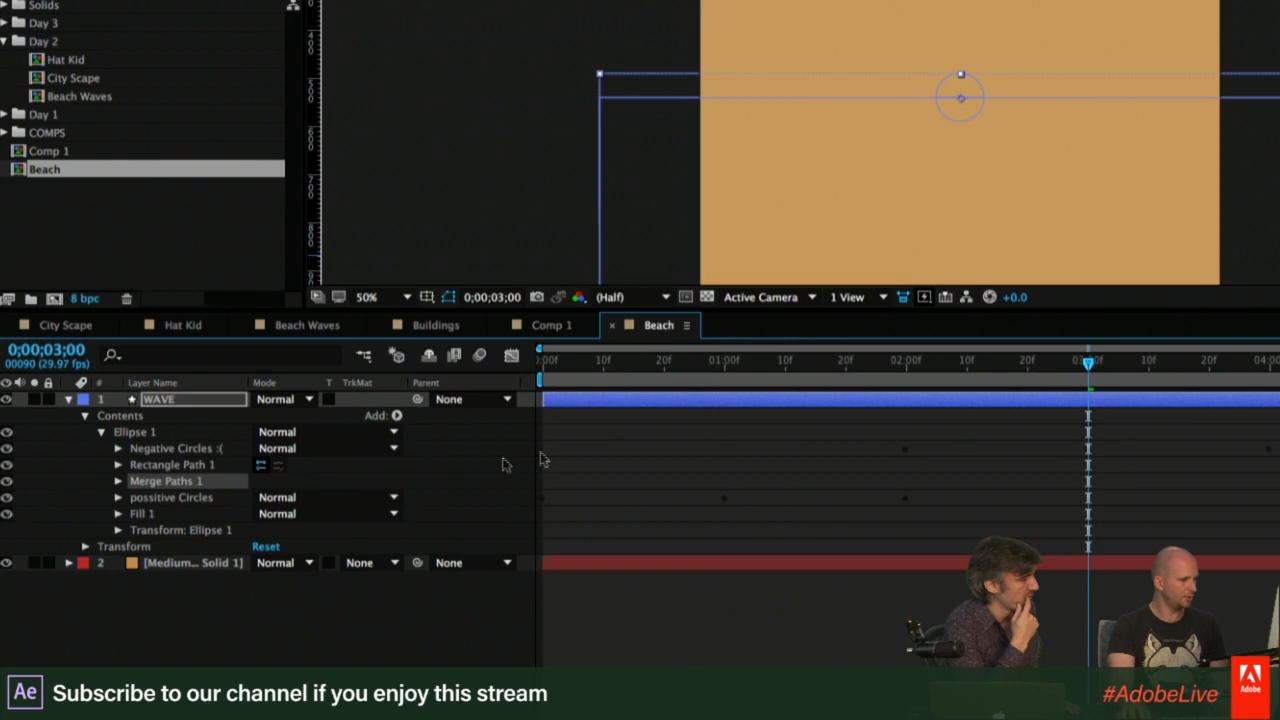 Solids
Day 3
Day 2
Hat Kid
City Scape
Beach Waves
Day 1
COMPS
Comp 1
Beach
8 bpc
50%
0;00;03;00
(Half)
Active Camera
1 View
+0.0
City Scape
Hat Kid
Beach Waves
Buildings
Comp 1
× Beach
0;00;03;00
00090 (29.97 fps)
:00f 10f 20f 01:00f 10f 20f 02:00f 10f 20f 10f 20f 04:00
# Layer Name Mode T TrkMat Parent
1 WAVE Normal None
Contents Add:
Ellipse 1 Normal
Negative Circles :( Normal
Rectangle Path 1
Merge Paths 1
possitive Circles Normal
Fill 1 Normal
Transform: Ellipse 1
Transform Reset
2 [Medium... Solid 1] Normal None None
Ae Subscribe to our channel if you enjoy this stream
#AdobeLive
Adobe